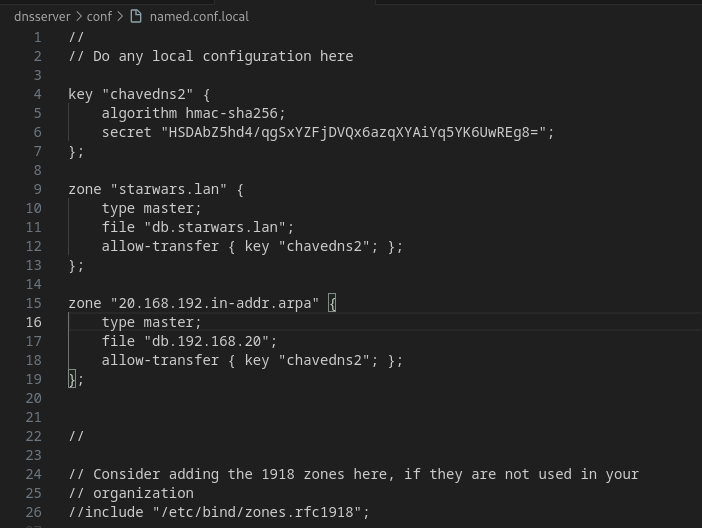 dnsserver > conf > named.conf.local
1 //
2 // Do any local configuration here
3
4 key "chavedns2" {
5 algorithm hmac-sha256;
6 secret "HSDAbZ5hd4/qgSxYZFjDVQx6azqXYAiYq5YK6UwREg8=";
7 };
8
9 zone "starwars.lan" {
10 type master;
11 file "db.starwars.lan";
12 allow-transfer { key "chavedns2"; };
13 };
14
15 zone "20.168.192.in-addr.arpa" {
16 type master;
17 file "db.192.168.20";
18 allow-transfer { key "chavedns2"; };
19 };
20
21
22 //
23
24 // Consider adding the 1918 zones here, if they are not used in your
25 // organization
26 //include "/etc/bind/zones.rfc1918";